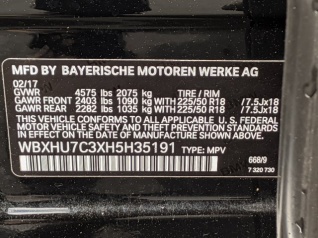 MFD BY BAYERISCHE MOTOREN WERKE AG
02/17
GVWR 4575 lbs 2075 kg TIRE / RIM
GAWR FRONT 2403 lbs 1090 kg 225/50 R18 /7.5Jx18
GAWR REAR 2282 lbs 1035 kg 225/50 R18 /7.5Jx18
THIS VEHICLE CONFORMS TO ALL APPLICABLE
U.S. FEDERAL MOTOR VEHICLE SAFETY, BUMPER,
AND THEFT PREVENTION STANDARDS IN EFFECT
ON THE DATE OF MANUFACTURE SHOWN ABOVE.
WBXHU7C3XH5H35191 TYPE: MPV
668/9
7 320 730